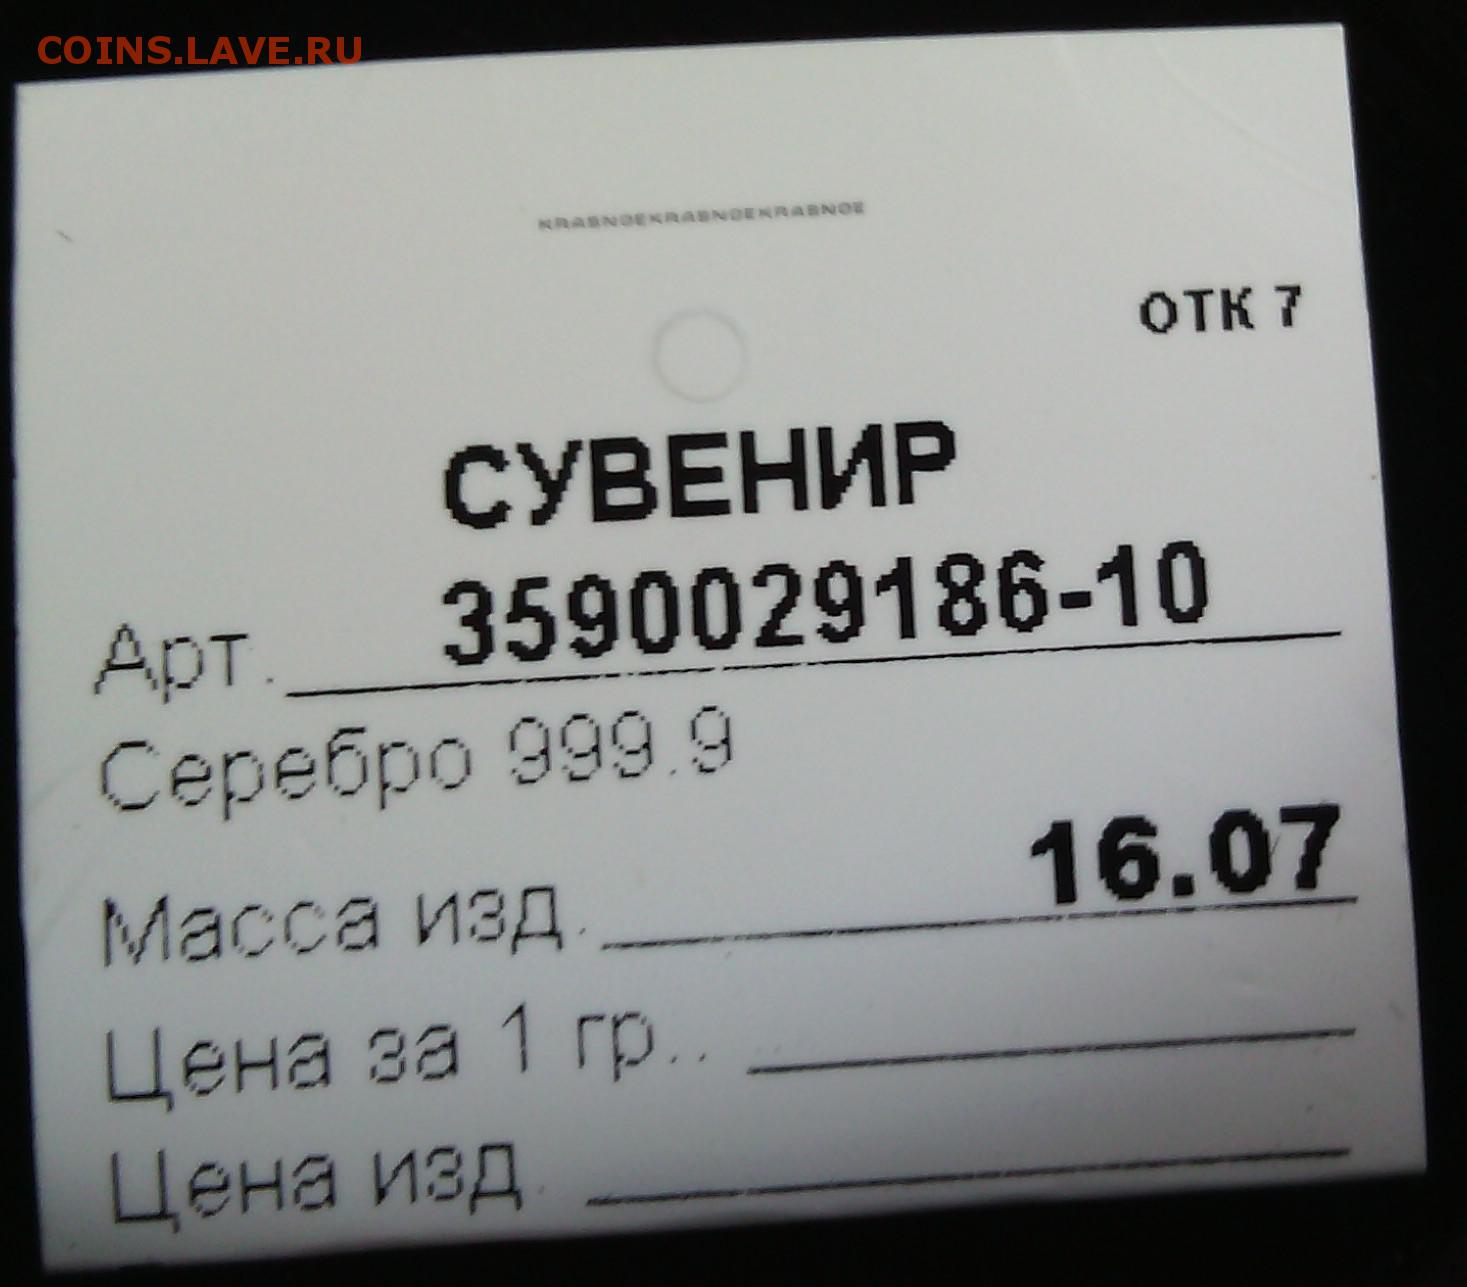 COINS.LAVE.RU
KRASNOEKRASNOEKRASNOE
ОТК 7
СУВЕНИР
Арт. 3590029186-10
Серебро 999.9
Масса изд. 16.07
Цена за 1 гр..
Цена изд.